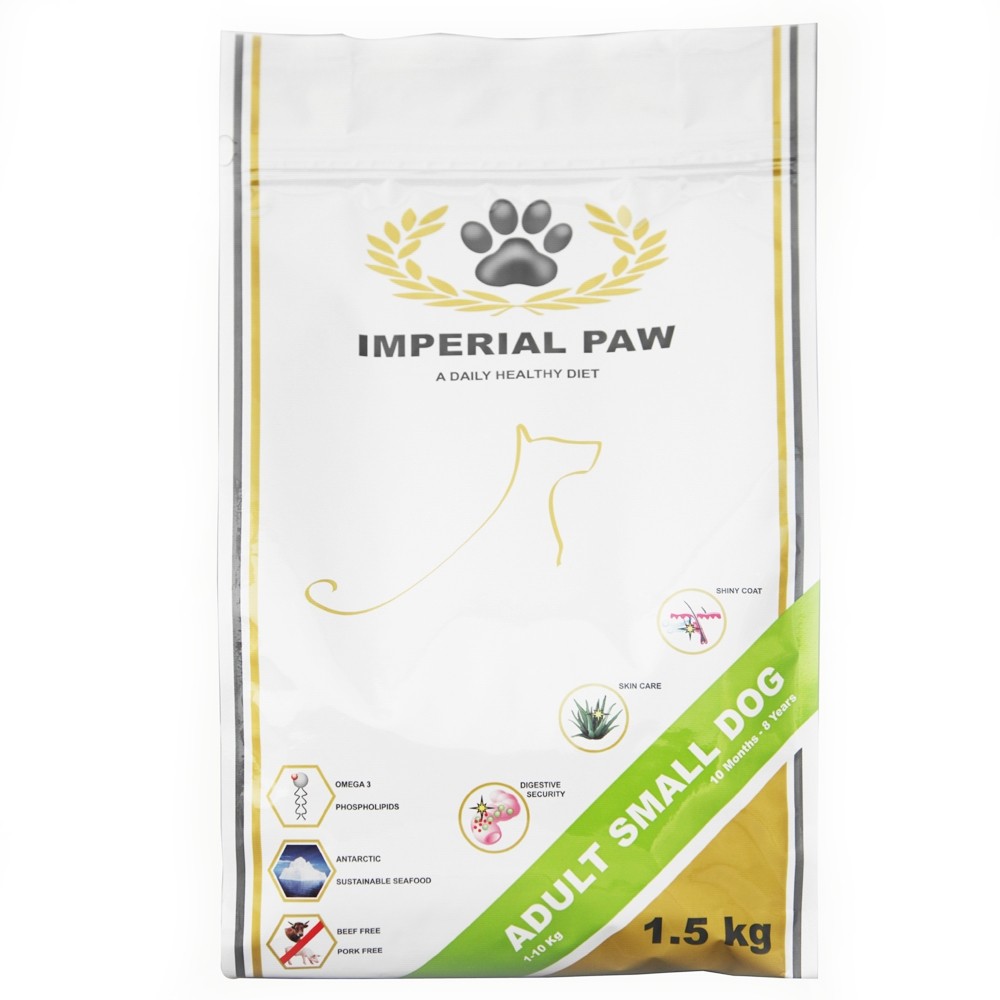 IMPERIAL PAW
A DAILY HEALTHY DIET
SHINY COAT
SKIN CARE
DIGESTIVE
SECURITY
OMEGA 3
PHOSPHOLIPIDS
ANTARCTIC
SUSTAINABLE SEAFOOD
BEEF FREE
PORK FREE
ADULT SMALL DOG
1-10 Kg
10 Months - 8 Years
1.5 kg